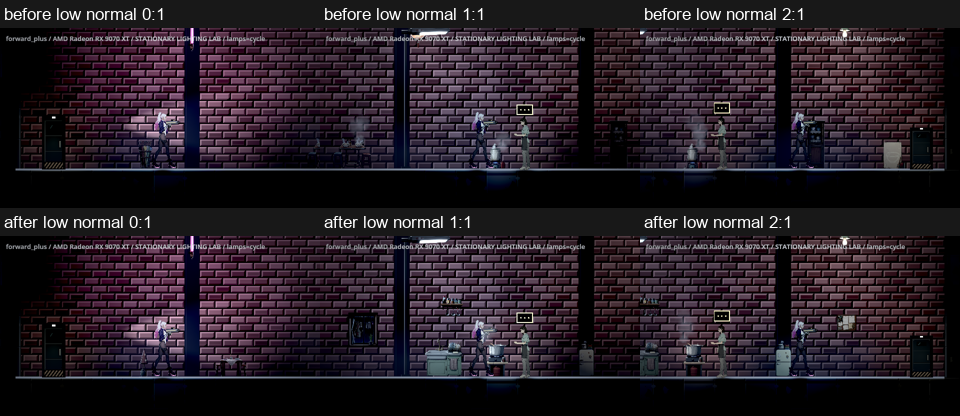 before low normal 0:1
before low normal 1:1
before low normal 2:1
forward_plus / AMD Radeon RX 9070 XT / STATIONARY LIGHTING LAB / lamps=cycle
forward_plus / AMD Radeon RX 9070 XT / STATIONARY LIGHTING LAB / lamps=cycle
forward_plus / AMD Radeon RX 9070 XT / STATIONARY LIGHTING LAB / lamps=cycle
after low normal 0:1
after low normal 1:1
after low normal 2:1
forward_plus / AMD Radeon RX 9070 XT / STATIONARY LIGHTING LAB / lamps=cycle
forward_plus / AMD Radeon RX 9070 XT / STATIONARY LIGHTING LAB / lamps=cycle
forward_plus / AMD Radeon RX 9070 XT / STATIONARY LIGHTING LAB / lamps=cycle